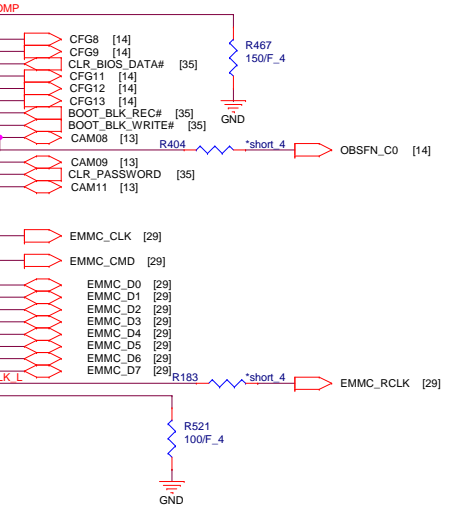 OMP
CFG8 [14]
CFG9 [14]
CLR_BIOS_DATA# [35]
CFG11 [14]
CFG12 [14]
CFG13 [14]
BOOT_BLK_REC# [35]
BOOT_BLK_WRITE# [35]
CAM08 [13]
R467
150/F_4
GND
R404 *short_4 OBSFN_C0 [14]
CAM09 [13]
CLR_PASSWORD [35]
CAM11 [13]
EMMC_CLK [29]
EMMC_CMD [29]
EMMC_D0 [29]
EMMC_D1 [29]
EMMC_D2 [29]
EMMC_D3 [29]
EMMC_D4 [29]
EMMC_D5 [29]
EMMC_D6 [29]
EMMC_D7 [29]
LK_L R183 *short_4 EMMC_RCLK [29]
R521
100/F_4
GND